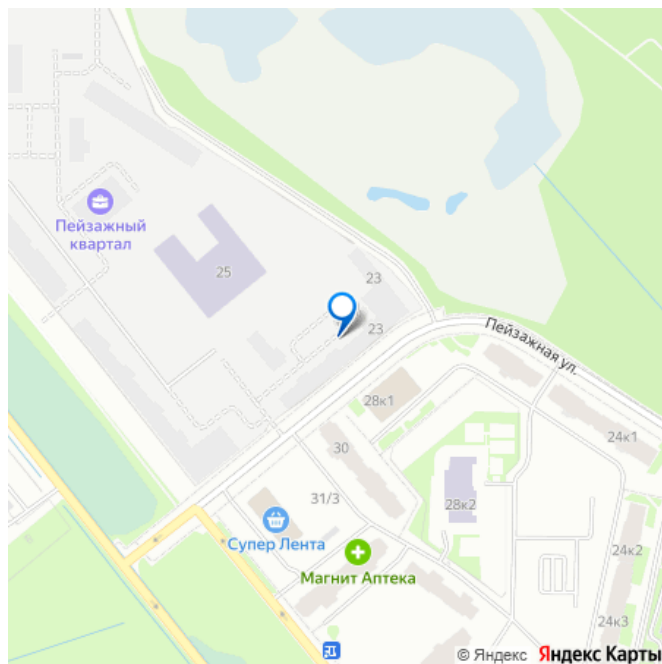 Пейзажный
квартал
25
23
23
Пейзажная ул.
28к1
24к1
30
31/3
28к2
Супер Лента
24к2
Магнит Аптека
24к3
© Яндекс Яндекс Карты